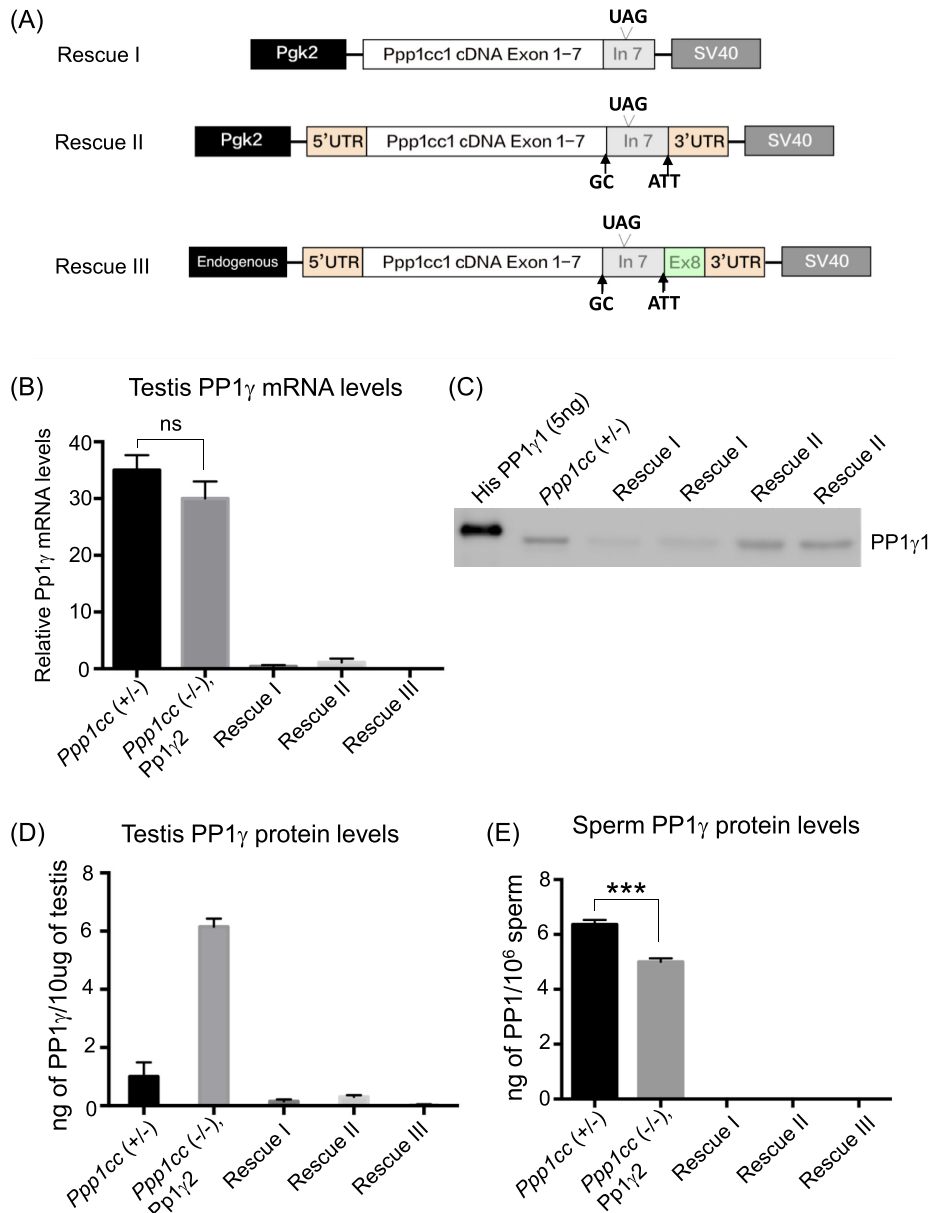 (A)
UAG
Rescue I
Pgk2
Ppp1cc1 cDNA Exon 1–7
In 7
SV40
UAG
Rescue II
Pgk2
5'UTR
Ppp1cc1 cDNA Exon 1–7
In 7
3'UTR
SV40
GC
ATT
UAG
Rescue III
Endogenous
5'UTR
Ppp1cc1 cDNA Exon 1–7
In 7
Ex8
3'UTR
SV40
GC
ATT
(B)
Testis PP1γ mRNA levels
ns
Relative Pp1γ mRNA levels
40
30
20
10
0
Ppp1cc (+/-)
Ppp1cc (-/-),
Pp1γ2
Rescue I
Rescue II
Rescue III
(C)
His PP1γ1 (5ng)
Ppp1cc (+/-)
Rescue I
Rescue I
Rescue II
Rescue II
PP1γ1
(D)
Testis PP1γ protein levels
ng of PP1γ/10ug of testis
8
6
4
2
0
Ppp1cc (+/-)
Ppp1cc (-/-),
Pp1γ2
Rescue I
Rescue II
Rescue III
(E)
Sperm PP1γ protein levels
***
ng of PP1/10⁶ sperm
8
6
4
2
0
Ppp1cc (+/-)
Ppp1cc (-/-),
Pp1γ2
Rescue I
Rescue II
Rescue III